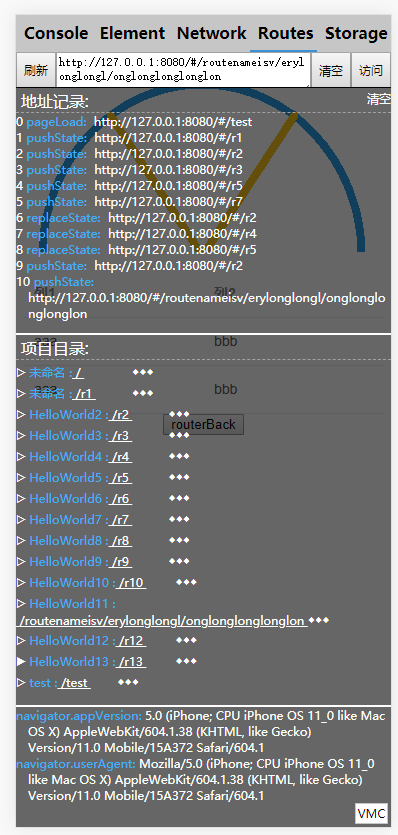 Console Element Network Routes Storage
刷新 http://127.0.0.1:8080/#/routenameisv/ery 清空 访问
longlongl/onglonglonglonglon
地址记录: 清空
0 pageLoad: http://127.0.0.1:8080/#/test
1 pushState: http://127.0.0.1:8080/#/r1
2 pushState: http://127.0.0.1:8080/#/r2
3 pushState: http://127.0.0.1:8080/#/r3
4 pushState: http://127.0.0.1:8080/#/r5
5 pushState: http://127.0.0.1:8080/#/r7
6 replaceState: http://127.0.0.1:8080/#/r2
7 replaceState: http://127.0.0.1:8080/#/r4
8 replaceState: http://127.0.0.1:8080/#/r5
9 pushState: http://127.0.0.1:8080/#/r2
10 pushState:
列1 列2
http://127.0.0.1:8080/#/routenameisv/erylonglongl/onglonglo
nglonglon
项目目录:
aaa bbb
未命名 : /
未命名 : /r1
aaa bbb
HelloWorld2 : /r2
routerBack
HelloWorld3 : /r3
HelloWorld4 : /r4
HelloWorld5 : /r5
HelloWorld6 : /r6
HelloWorld7 : /r7
HelloWorld8 : /r8
HelloWorld9 : /r9
HelloWorld10 : /r10
HelloWorld11 :
/routenameisv/erylonglongl/onglonglonglonglon
HelloWorld12 : /r12
HelloWorld13 : /r13
test : /test
navigator.appVersion: 5.0 (iPhone; CPU iPhone OS 11_0 like Mac
OS X) AppleWebKit/604.1.38 (KHTML, like Gecko)
Version/11.0 Mobile/15A372 Safari/604.1
navigator.userAgent: Mozilla/5.0 (iPhone; CPU iPhone OS 11_0
like Mac OS X) AppleWebKit/604.1.38 (KHTML, like Gecko)
Version/11.0 Mobile/15A372 Safari/604.1
VMC